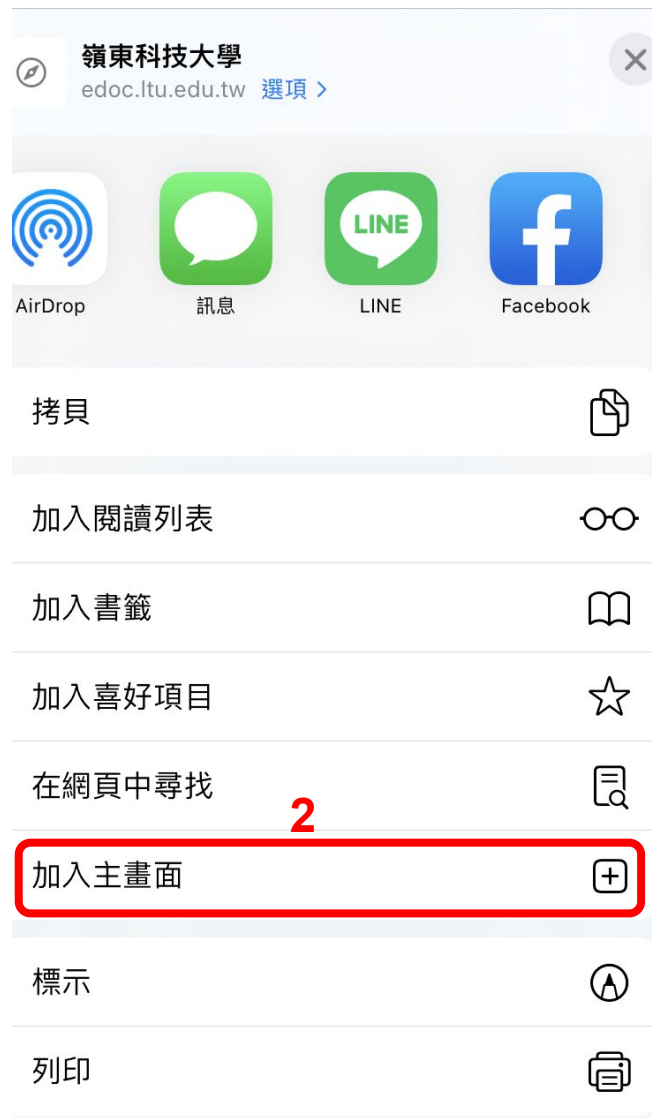 嶺東科技大學
edoc.ltu.edu.tw 選項 >
LINE
AirDrop 訊息 LINE Facebook
拷貝
加入閱讀列表
加入書籤
加入喜好項目
在網頁中尋找
2
加入主畫面
標示
列印